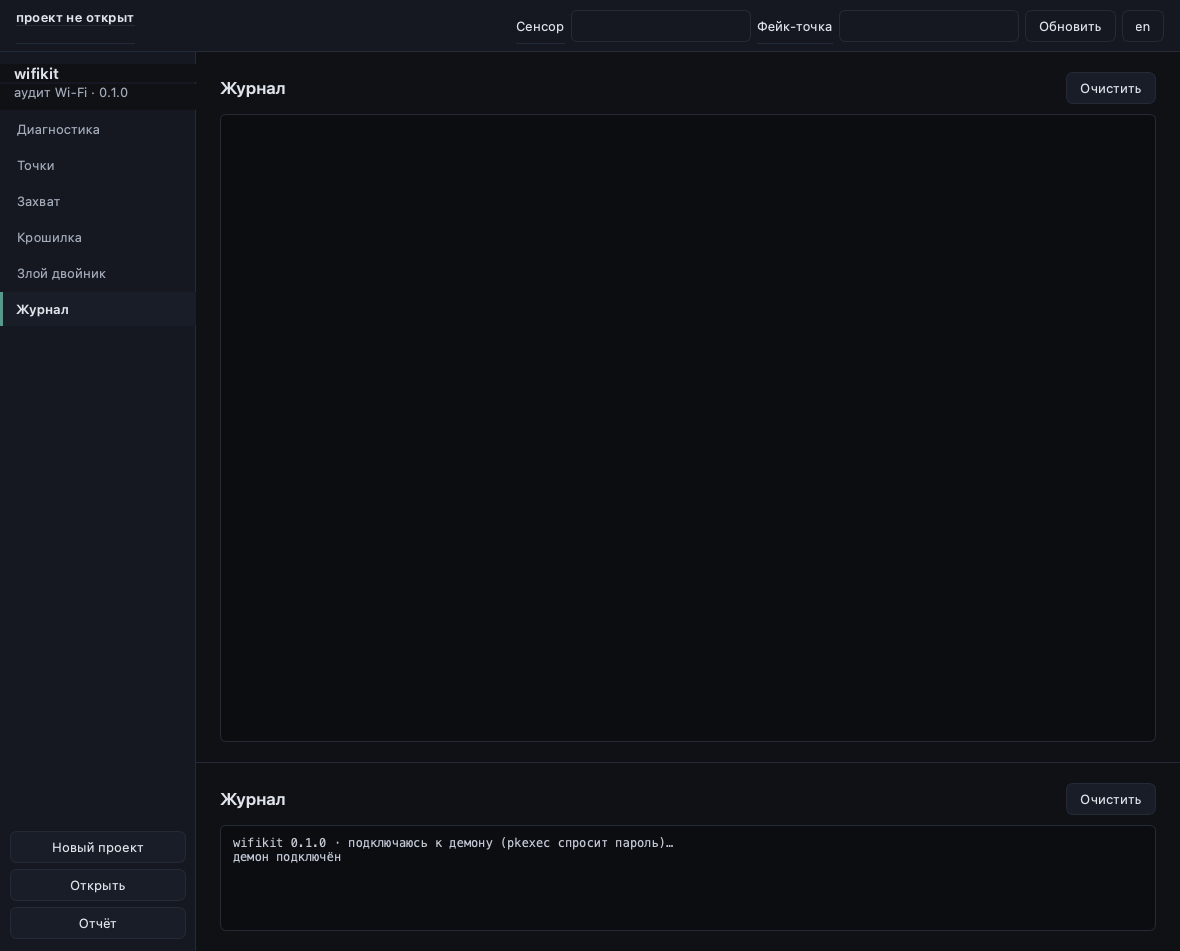 проект не открыт
Сенсор
Фейк-точка
Обновить
en
wifikit
аудит Wi-Fi · 0.1.0
Диагностика
Точки
Захват
Крошилка
Злой двойник
Журнал
Новый проект
Открыть
Отчёт
Журнал
Очистить
Журнал
Очистить
wifikit 0.1.0 · подключаюсь к демону (pkexec спросит пароль)…
демон подключён